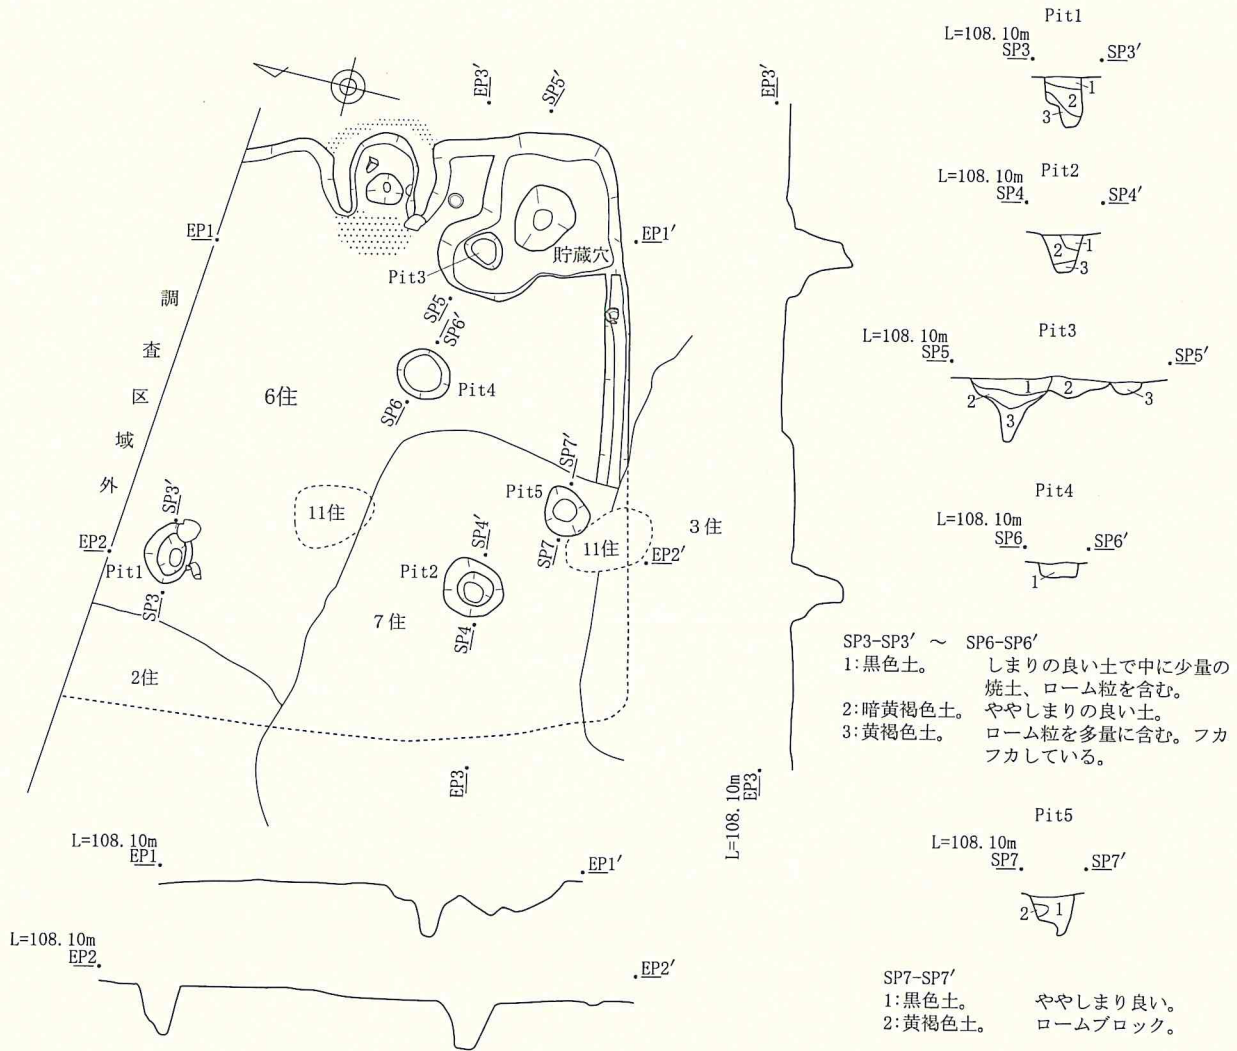 EP3′
SP5′
EP1
EP1′
貯蔵穴
Pit3
SP5
SP6′
調査区域外
6住
Pit4
SP6
SP7′
Pit5
SP3′
11住
3住
EP2
SP4′
SP7
11住
EP2′
Pit1
Pit2
SP3
7住
SP4
2住
EP3
EP3′
L=108.10m
EP3
L=108.10m
EP1
EP1′
L=108.10m
EP2
EP2′
Pit1
L=108.10m
SP3
SP3′
1
2
3
Pit2
L=108.10m
SP4
SP4′
2
1
3
Pit3
L=108.10m
SP5
SP5′
1
2
2
3
3
Pit4
L=108.10m
SP6
SP6′
1
SP3-SP3′ ～ SP6-SP6′
1:黒色土。 しまりの良い土で中に少量の
焼土、ローム粒を含む。
2:暗黄褐色土。 ややしまりの良い土。
3:黄褐色土。 ローム粒を多量に含む。フカ
フカしている。
Pit5
L=108.10m
SP7
SP7′
2
1
SP7-SP7′
1:黒色土。 ややしまり良い。
2:黄褐色土。 ロームブロック。